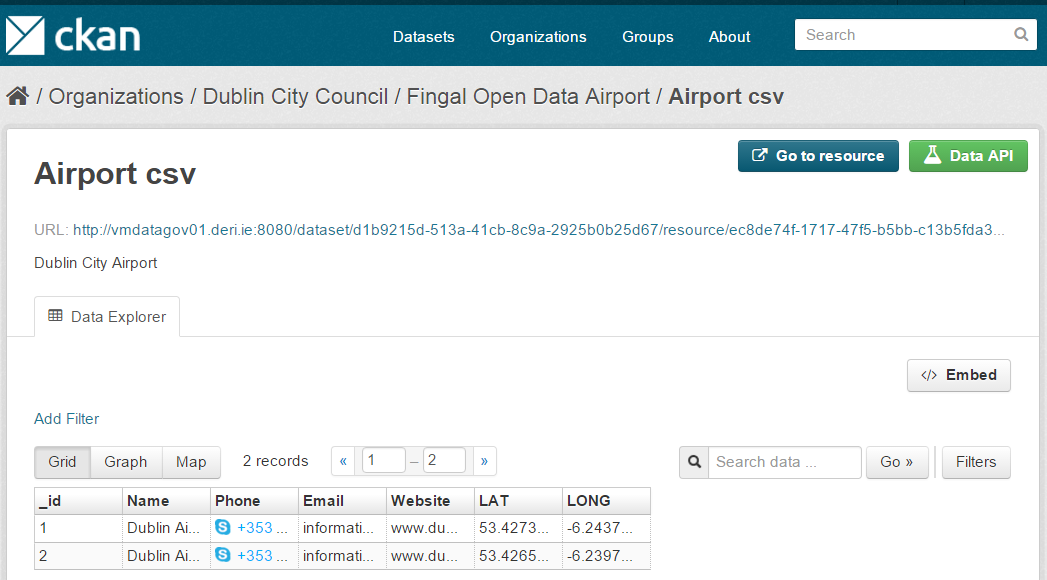 ckan Datasets Organizations Groups About Search
/ Organizations / Dublin City Council / Fingal Open Data Airport / Airport csv
Go to resource Data API
Airport csv
URL: http://vmdatagov01.deri.ie:8080/dataset/d1b9215d-513a-41cb-8c9a-2925b0b25d67/resource/ec8de74f-1717-47f5-b5bb-c13b5fda3...
Dublin City Airport
Data Explorer
</> Embed
Add Filter
Grid Graph Map 2 records « 1 – 2 » Search data ... Go » Filters
_id Name Phone Email Website LAT LONG
1 Dublin Ai... +353 ... informati... www.du... 53.4273... -6.2437...
2 Dublin Ai... +353 ... informati... www.du... 53.4265... -6.2397...